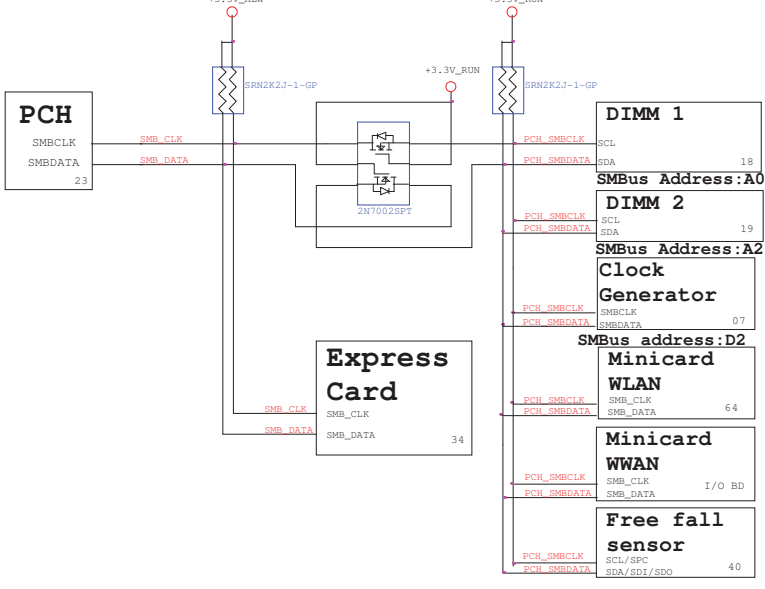 +3.3V_RUN
SRN2K2J-1-GP
SRN2K2J-1-GP
PCH
SMBCLK
SMBDATA
23
SMB_CLK
SMB_DATA
2N7002SPT
PCH_SMBCLK
PCH_SMBDATA
DIMM 1
SCL
SDA
18
SMBus Address:A0
DIMM 2
PCH_SMBCLK
PCH_SMBDATA
SCL
SDA
19
SMBus Address:A2
Clock
Generator
PCH_SMBCLK
PCH_SMBDATA
SMBCLK
SMBDATA
07
SMBus address:D2
Minicard
WLAN
PCH_SMBCLK
PCH_SMBDATA
SMB_CLK
SMB_DATA
64
Express
Card
SMB_CLK
SMB_DATA
SMB_CLK
SMB_DATA
34
Minicard
WWAN
PCH_SMBCLK
PCH_SMBDATA
SMB_CLK
SMB_DATA
I/O BD
Free fall
sensor
PCH_SMBCLK
PCH_SMBDATA
SCL/SPC
SDA/SDI/SDO
40